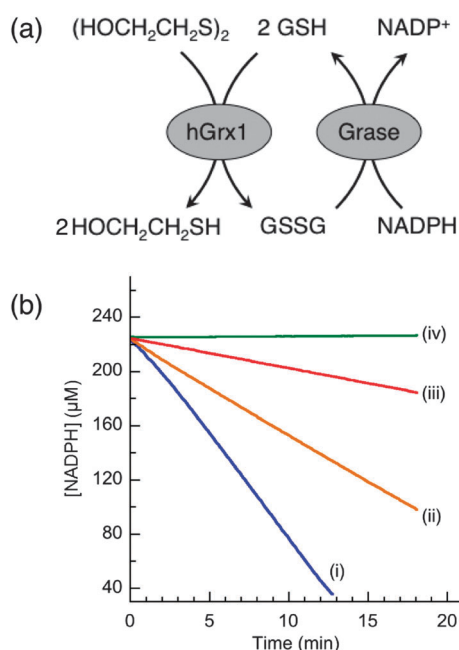 (a)
(HOCH₂CH₂S)₂ 2 GSH NADP⁺
hGrx1 Grase
2HOCH₂CH₂SH GSSG NADPH
(b)
240
200
160
120
80
40
[NADPH] (µM)
(iv)
(iii)
(ii)
(i)
0 5 10 15 20
Time (min)